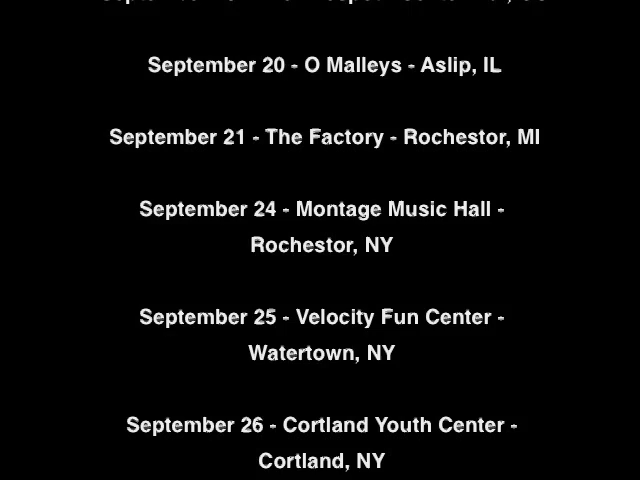 September 20 - O Malleys - Aslip, IL
September 21 - The Factory - Rochestor, MI
September 24 - Montage Music Hall -
Rochestor, NY
September 25 - Velocity Fun Center -
Watertown, NY
September 26 - Cortland Youth Center -
Cortland, NY